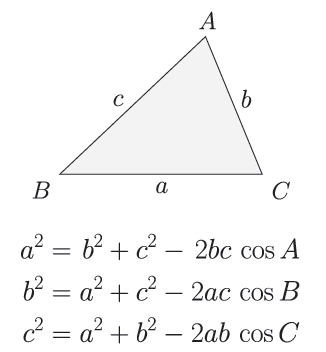 A
c
b
B
a
C
a² = b² + c² − 2bc cos A
b² = a² + c² − 2ac cos B
c² = a² + b² − 2ab cos C